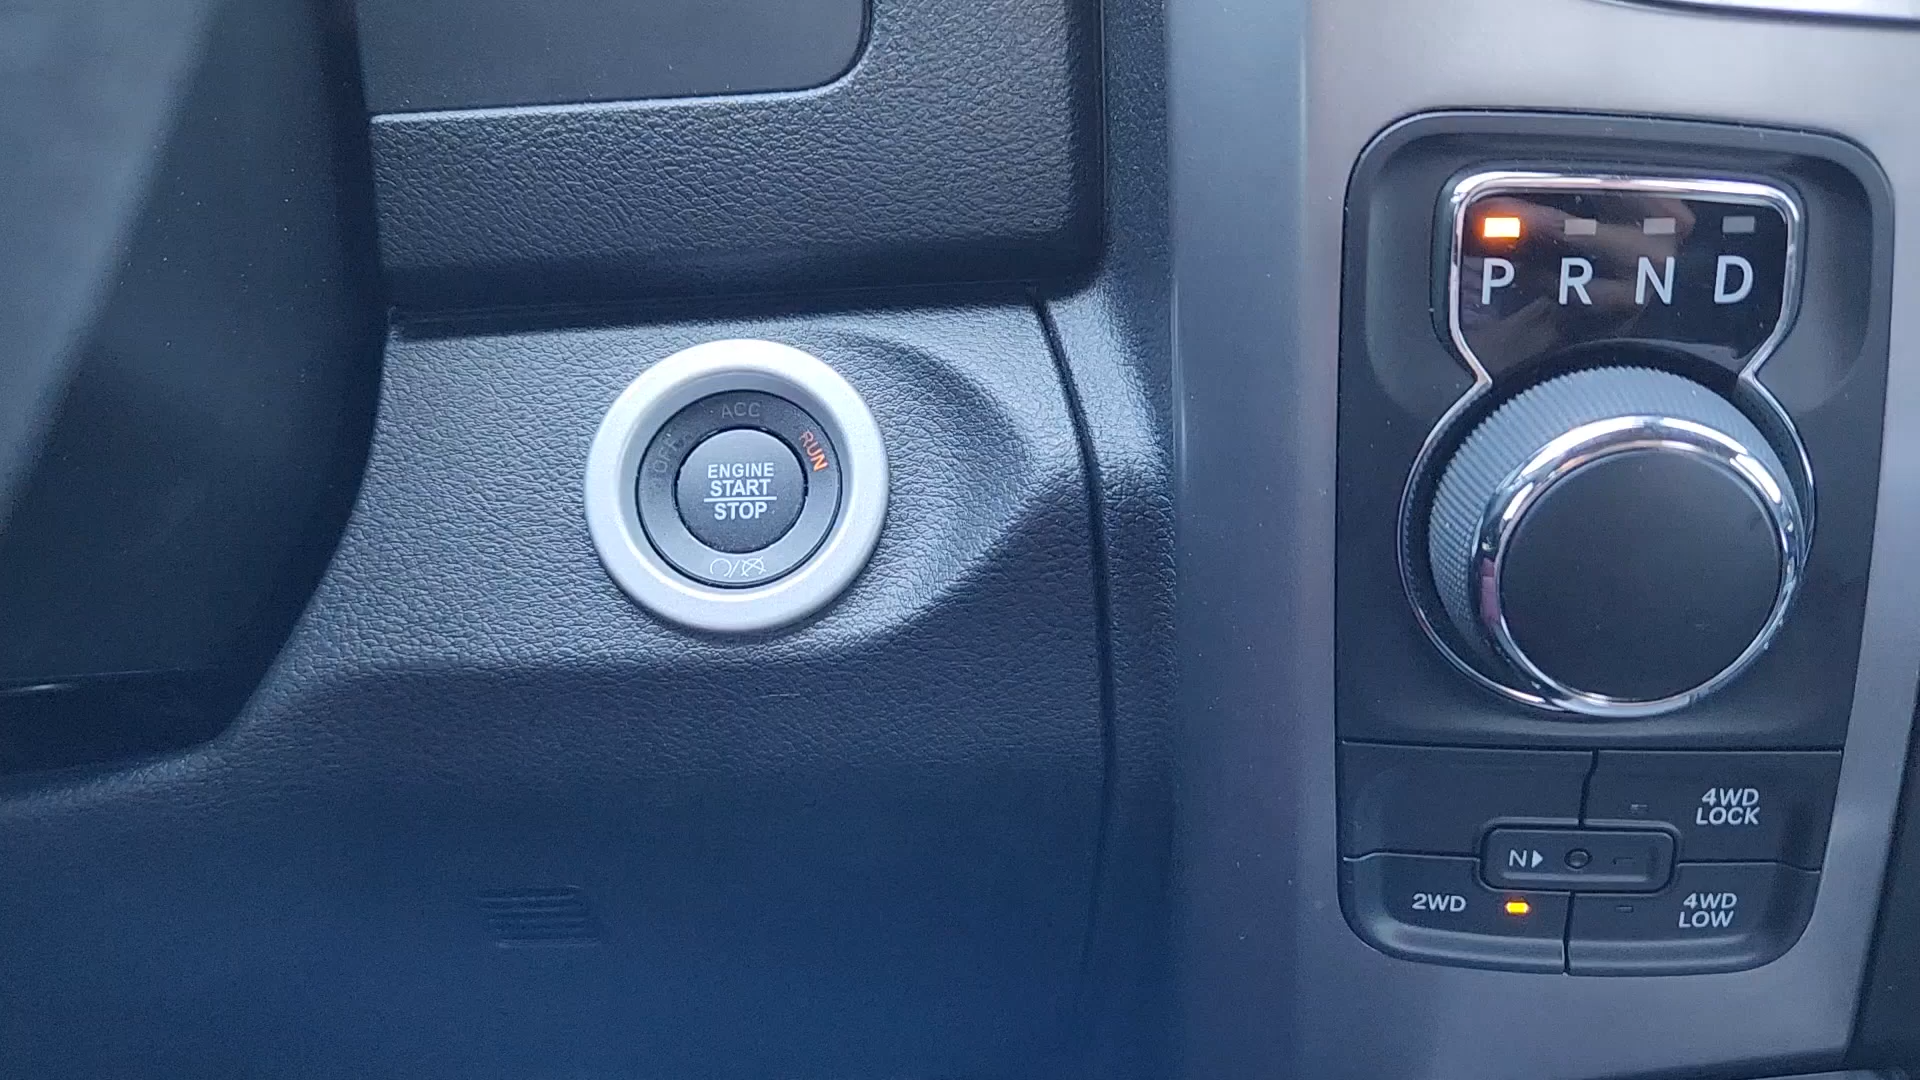 ACC
OFF
RUN
ENGINE
START
STOP
P R N D
4WD
LOCK
N
2WD
4WD
LOW